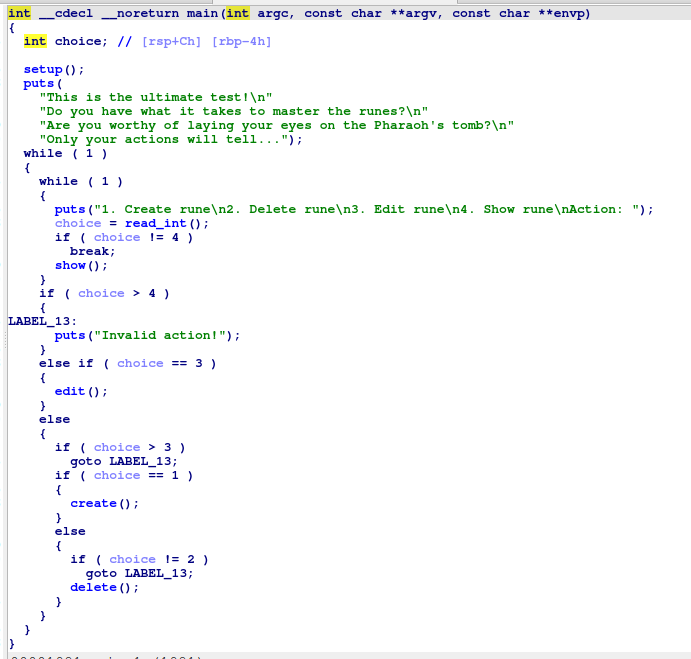 int __cdecl __noreturn main(int argc, const char **argv, const char **envp)
{
int choice; // [rsp+Ch] [rbp-4h]
setup();
puts(
"This is the ultimate test!\n"
"Do you have what it takes to master the runes?\n"
"Are you worthy of laying your eyes on the Pharaoh's tomb?\n"
"Only your actions will tell...");
while ( 1 )
{
while ( 1 )
{
puts("1. Create rune\n2. Delete rune\n3. Edit rune\n4. Show rune\nAction: ");
choice = read_int();
if ( choice != 4 )
break;
show();
}
if ( choice > 4 )
{
LABEL_13:
puts("Invalid action!");
}
else if ( choice == 3 )
{
edit();
}
else
{
if ( choice > 3 )
goto LABEL_13;
if ( choice == 1 )
{
create();
}
else
{
if ( choice != 2 )
goto LABEL_13;
delete();
}
}
}
}